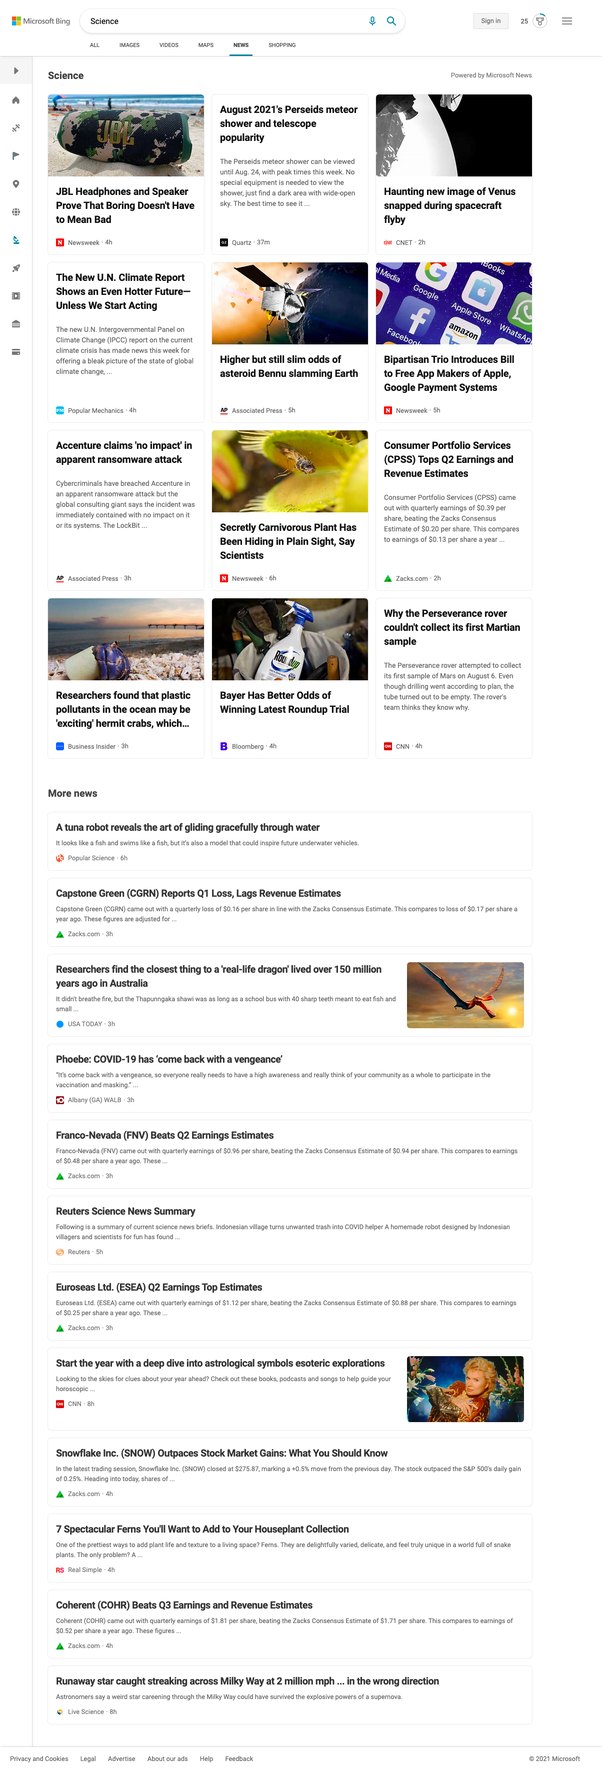 Microsoft Bing
Science
Sign in
25
ALL
IMAGES
VIDEOS
MAPS
NEWS
SHOPPING
Science
Powered by Microsoft News
JBL
JBL Headphones and Speaker
Prove That Boring Doesn't Have
to Mean Bad
Newsweek · 4h
August 2021's Perseids meteor
shower and telescope
popularity
The Perseids meteor shower can be viewed
until Aug. 24, with peak times this week. No
special equipment is needed to view the
shower, just find a dark area with wide-open
sky. The best time to see it ...
Quartz · 37m
Haunting new image of Venus
snapped during spacecraft
flyby
CNET · 2h
The New U.N. Climate Report
Shows an Even Hotter Future—
Unless We Start Acting
The new U.N. Intergovernmental Panel on
Climate Change (IPCC) report on the current
climate crisis has made news this week for
offering a bleak picture of the state of global
climate change, ...
Popular Mechanics · 4h
Higher but still slim odds of
asteroid Bennu slamming Earth
AP
Associated Press · 5h
al Media
Google
App Store
iBooks
Facebook
amazon
WhatsApp
Bipartisan Trio Introduces Bill
to Free App Makers of Apple,
Google Payment Systems
Newsweek · 5h
Accenture claims 'no impact' in
apparent ransomware attack
Cybercriminals have breached Accenture in
an apparent ransomware attack but the
global consulting giant says the incident was
immediately contained with no impact on it
or its systems. The LockBit ...
AP
Associated Press · 3h
Secretly Carnivorous Plant Has
Been Hiding in Plain Sight, Say
Scientists
Newsweek · 6h
Consumer Portfolio Services
(CPSS) Tops Q2 Earnings and
Revenue Estimates
Consumer Portfolio Services (CPSS) came
out with quarterly earnings of $0.39 per
share, beating the Zacks Consensus
Estimate of $0.20 per share. This compares
to earnings of $0.13 per share a year ...
Zacks.com · 2h
Researchers found that plastic
pollutants in the ocean may be
'exciting' hermit crabs, which...
Business Insider · 3h
Roundup
Bayer Has Better Odds of
Winning Latest Roundup Trial
B
Bloomberg · 4h
Why the Perseverance rover
couldn't collect its first Martian
sample
The Perseverance rover attempted to collect
its first sample of Mars on August 6. Even
though drilling went according to plan, the
tube turned out to be empty. The rover's
team thinks they know why.
CNN · 4h
More news
A tuna robot reveals the art of gliding gracefully through water
It looks like a fish and swims like a fish, but it's also a model that could inspire future underwater vehicles.
Popular Science · 6h
Capstone Green (CGRN) Reports Q1 Loss, Lags Revenue Estimates
Capstone Green (CGRN) came out with a quarterly loss of $0.16 per share in line with the Zacks Consensus Estimate. This compares to loss of $0.17 per share a
year ago. These figures are adjusted for ...
Zacks.com · 3h
Researchers find the closest thing to a 'real-life dragon' lived over 150 million
years ago in Australia
It didn't breathe fire, but the Thapunngaka shawi was as long as a school bus with 40 sharp teeth meant to eat fish and
small ...
USA TODAY · 3h
Phoebe: COVID-19 has 'come back with a vengeance'
"It's come back with a vengeance, so everyone really needs to have a high awareness and really think of your community as a whole to participate in the
vaccination and masking." ...
Albany (GA) WALB · 3h
Franco-Nevada (FNV) Beats Q2 Earnings Estimates
Franco-Nevada (FNV) came out with quarterly earnings of $0.96 per share, beating the Zacks Consensus Estimate of $0.94 per share. This compares to earnings
of $0.48 per share a year ago. These ...
Zacks.com · 3h
Reuters Science News Summary
Following is a summary of current science news briefs. Indonesian village turns unwanted trash into COVID helper A homemade robot designed by Indonesian
villagers and scientists for fun has found ...
Reuters · 5h
Euroseas Ltd. (ESEA) Q2 Earnings Top Estimates
Euroseas Ltd. (ESEA) came out with quarterly earnings of $1.12 per share, beating the Zacks Consensus Estimate of $0.88 per share. This compares to earnings
of $0.25 per share a year ago. These ...
Zacks.com · 3h
Start the year with a deep dive into astrological symbols esoteric explorations
Looking to the skies for clues about your year ahead? Check out these books, podcasts and songs to help guide your
horoscopic ...
CNN · 8h
Snowflake Inc. (SNOW) Outpaces Stock Market Gains: What You Should Know
In the latest trading session, Snowflake Inc. (SNOW) closed at $275.87, marking a +0.5% move from the previous day. The stock outpaced the S&P 500's daily gain
of 0.25%. Heading into today, shares of ...
Zacks.com · 4h
7 Spectacular Ferns You'll Want to Add to Your Houseplant Collection
One of the prettiest ways to add plant life and texture to a living space? Ferns. They are delightfully varied, delicate, and feel truly unique in a world full of snake
plants. The only problem? A ...
RS
Real Simple · 4h
Coherent (COHR) Beats Q3 Earnings and Revenue Estimates
Coherent (COHR) came out with quarterly earnings of $1.81 per share, beating the Zacks Consensus Estimate of $1.71 per share. This compares to earnings of
$0.52 per share a year ago. These figures ...
Zacks.com · 4h
Runaway star caught streaking across Milky Way at 2 million mph ... in the wrong direction
Astronomers say a weird star careening through the Milky Way could have survived the explosive powers of a supernova.
Live Science · 8h
Privacy and Cookies
Legal
Advertise
About our ads
Help
Feedback
© 2021 Microsoft